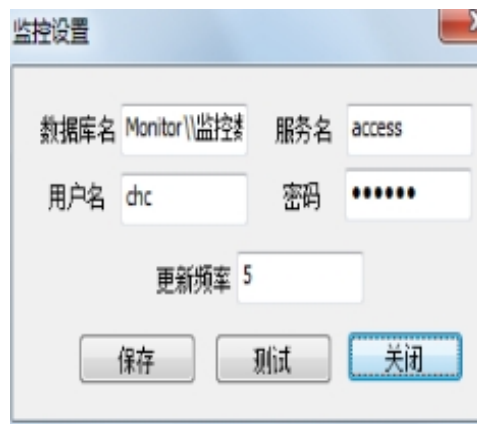 监控设置
数据库名 Monitor\\监控数 服务名 access
用户名 chc 密码 ••••••
更新频率 5
保存 测试 关闭